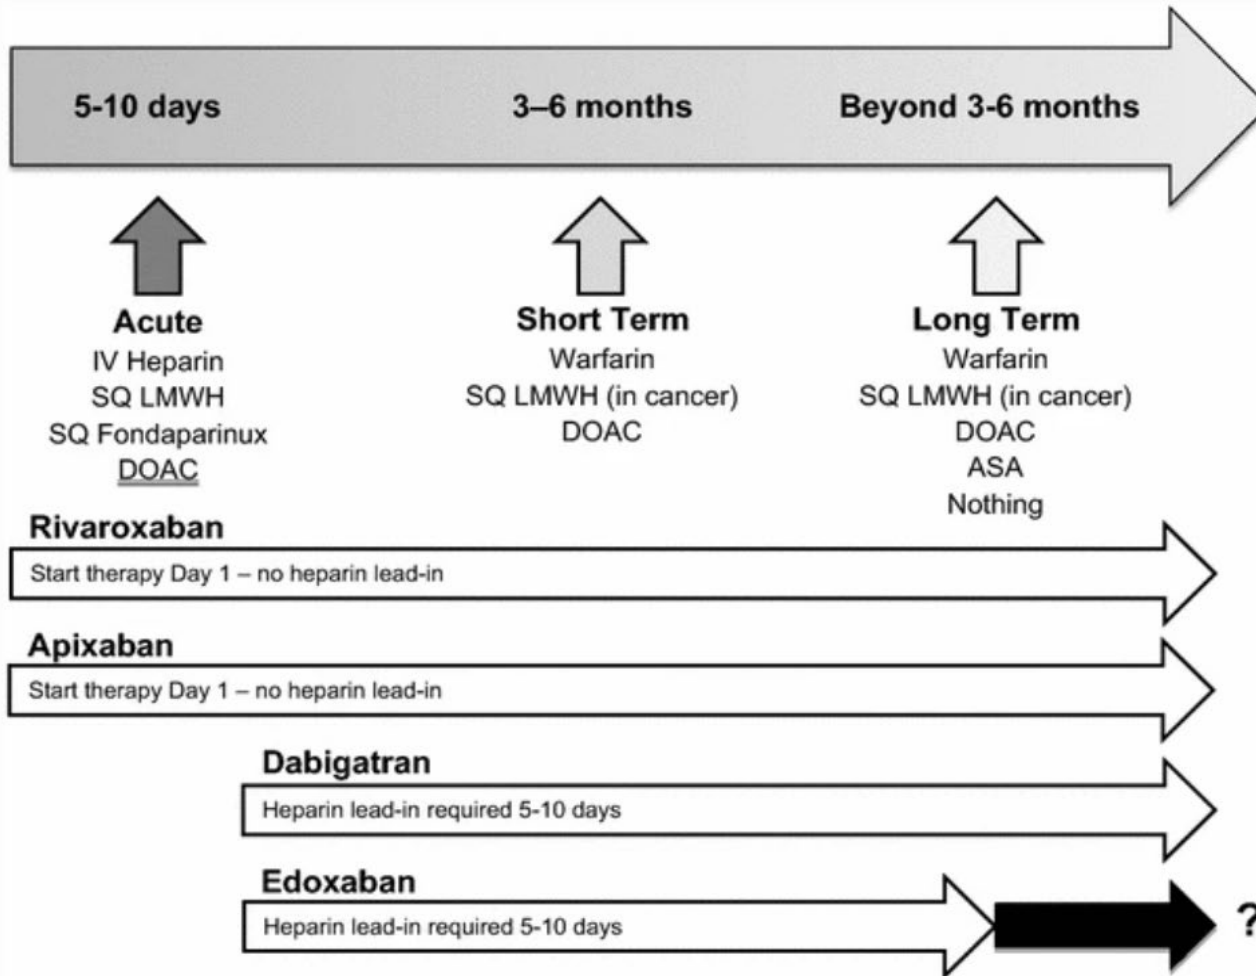 5-10 days
3–6 months
Beyond 3-6 months
Acute
IV Heparin
SQ LMWH
SQ Fondaparinux
DOAC
Short Term
Warfarin
SQ LMWH (in cancer)
DOAC
Long Term
Warfarin
SQ LMWH (in cancer)
DOAC
ASA
Nothing
Rivaroxaban
Start therapy Day 1 – no heparin lead-in
Apixaban
Start therapy Day 1 – no heparin lead-in
Dabigatran
Heparin lead-in required 5-10 days
Edoxaban
Heparin lead-in required 5-10 days
?